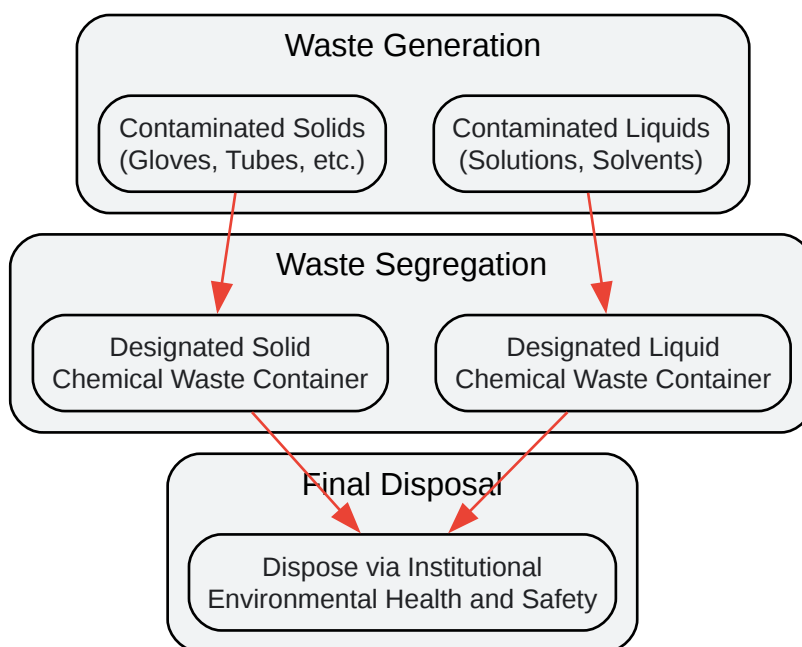 Waste Generation
Contaminated Solids
(Gloves, Tubes, etc.)
Contaminated Liquids
(Solutions, Solvents)
Waste Segregation
Designated Solid
Chemical Waste Container
Designated Liquid
Chemical Waste Container
Final Disposal
Dispose via Institutional
Environmental Health and Safety